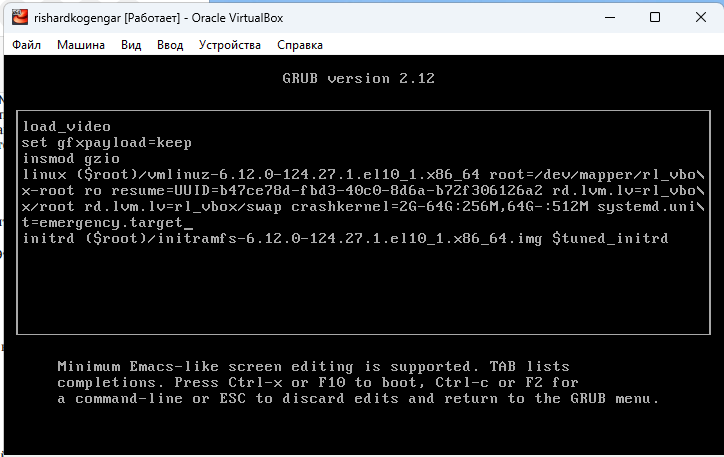 rishardkogengar [Работает] - Oracle VirtualBox
Файл Машина Вид Ввод Устройства Справка
GRUB version 2.12
load_video
set gfxpayload=keep
insmod gzio
linux ($root)/vmlinuz-6.12.0-124.27.1.el10_1.x86_64 root=/dev/mapper/rl_vbo\
x-root ro resume=UUID=b47ce78d-fbd3-40c0-8d6a-b72f306126a2 rd.lvm.lv=rl_vbo\
x/root rd.lvm.lv=rl_vbox/swap crashkernel=2G-64G:256M,64G-:512M systemd.uni\
t=emergency.target_
initrd ($root)/initramfs-6.12.0-124.27.1.el10_1.x86_64.img $tuned_initrd
Minimum Emacs-like screen editing is supported. TAB lists
completions. Press Ctrl-x or F10 to boot, Ctrl-c or F2 for
a command-line or ESC to discard edits and return to the GRUB menu.